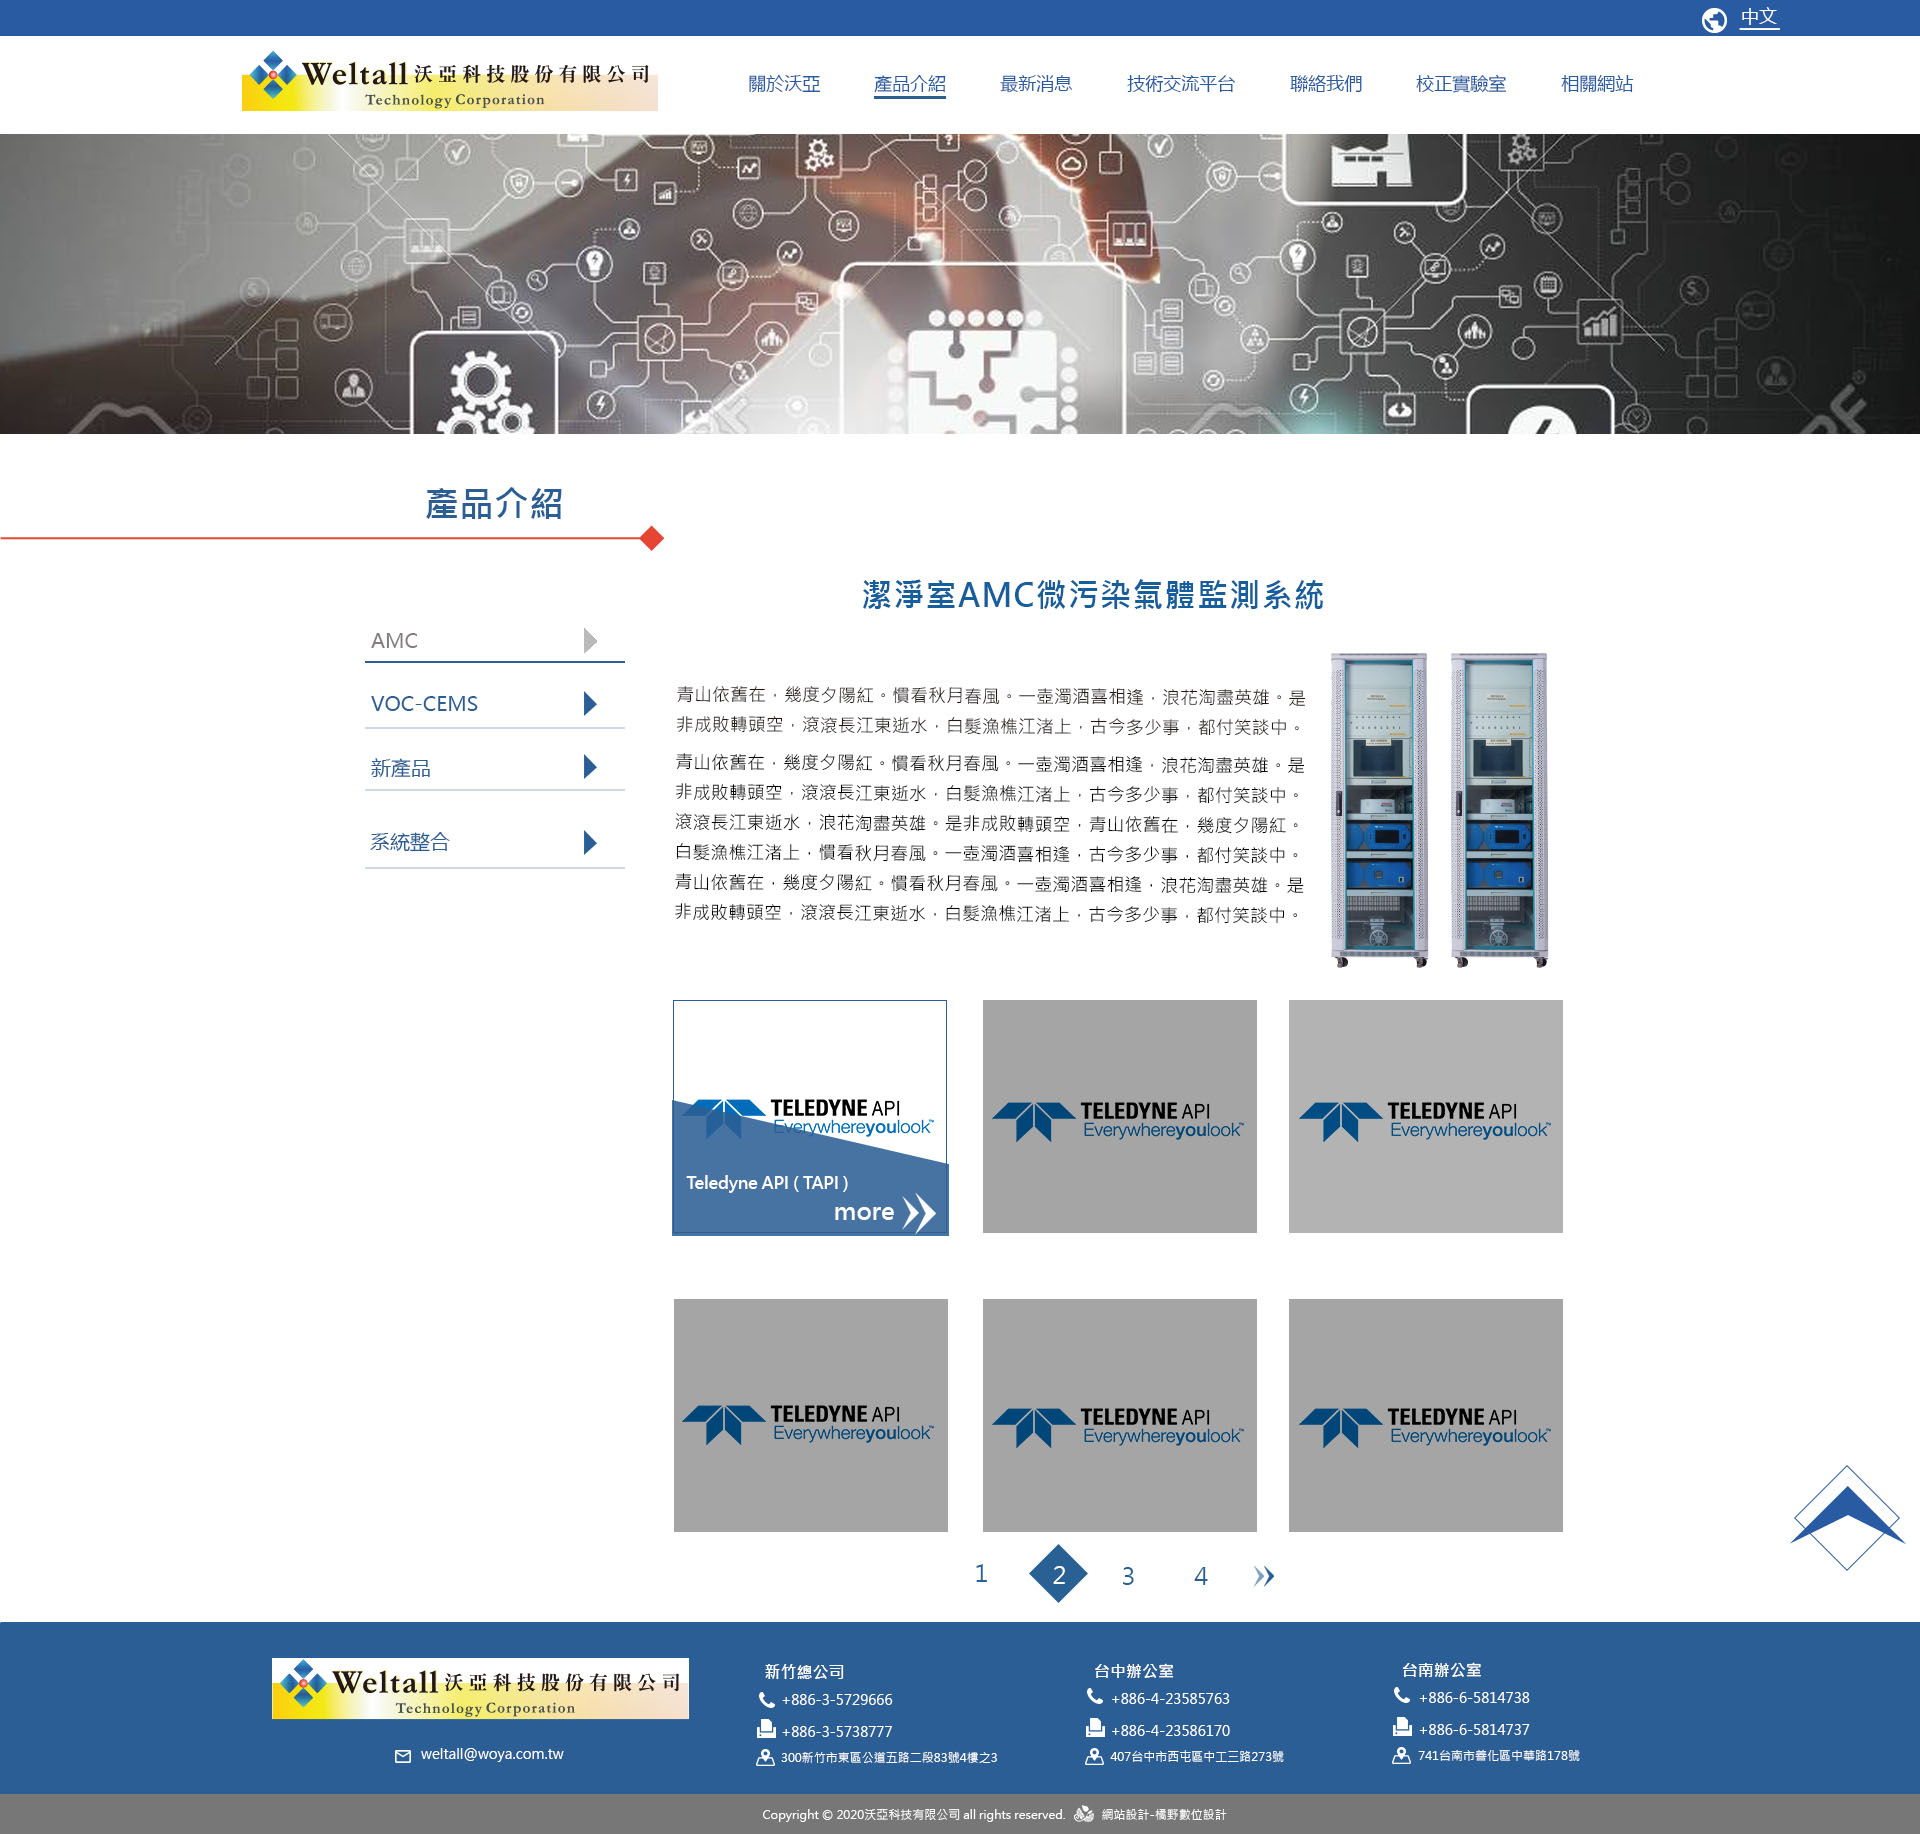 中文
Weltall 沃亞科技股份有限公司
Technology Corporation
關於沃亞
產品介紹
最新消息
技術交流平台
聯絡我們
校正實驗室
相關網站
產品介紹
潔淨室AMC微污染氣體監測系統
AMC
VOC-CEMS
新產品
系統整合
青山依舊在，幾度夕陽紅。慣看秋月春風。一壺濁酒喜相逢，浪花淘盡英雄。是
非成敗轉頭空，滾滾長江東逝水，白髮漁樵江渚上，古今多少事，都付笑談中。
青山依舊在，幾度夕陽紅。慣看秋月春風。一壺濁酒喜相逢，浪花淘盡英雄。是
非成敗轉頭空，滾滾長江東逝水，白髮漁樵江渚上，古今多少事，都付笑談中。
滾滾長江東逝水，浪花淘盡英雄。是非成敗轉頭空，青山依舊在，幾度夕陽紅。
白髮漁樵江渚上，慣看秋月春風。一壺濁酒喜相逢，古今多少事，都付笑談中。
青山依舊在，幾度夕陽紅。慣看秋月春風。一壺濁酒喜相逢，浪花淘盡英雄。是
非成敗轉頭空，滾滾長江東逝水，白髮漁樵江渚上，古今多少事，都付笑談中。
TELEDYNE API
Everywhereyoulook™
Teledyne API ( TAPI )
more
TELEDYNE API
Everywhereyoulook™
TELEDYNE API
Everywhereyoulook™
TELEDYNE API
Everywhereyoulook™
TELEDYNE API
Everywhereyoulook™
TELEDYNE API
Everywhereyoulook™
1 2 3 4
Weltall 沃亞科技股份有限公司
Technology Corporation
weltall@woya.com.tw
新竹總公司
+886-3-5729666
+886-3-5738777
300新竹市東區公道五路二段83號4樓之3
台中辦公室
+886-4-23585763
+886-4-23586170
407台中市西屯區中工三路273號
台南辦公室
+886-6-5814738
+886-6-5814737
741台南市善化區中華路178號
Copyright © 2020沃亞科技有限公司 all rights reserved. 網站設計-橘野數位設計